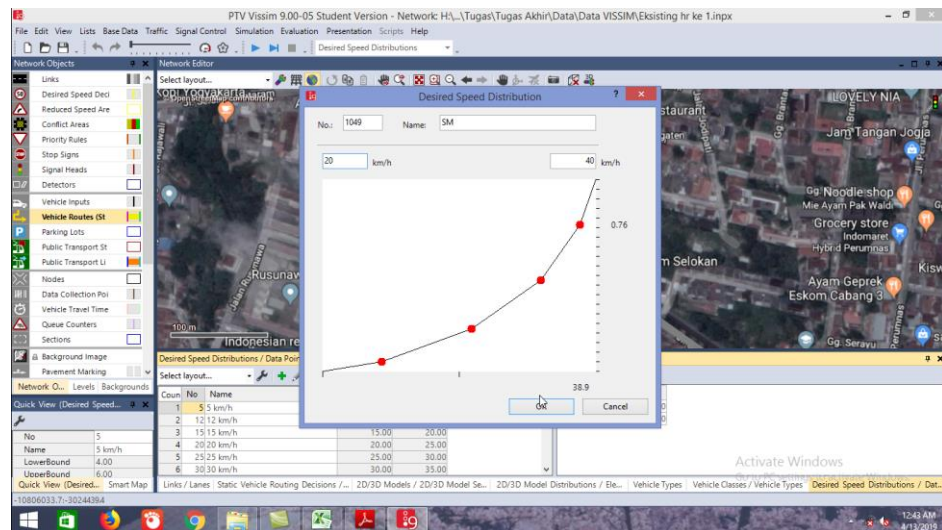 PTV Vissim 9.00-05 Student Version - Network: H:\...\Tugas\Tugas Akhir\Data\Data VISSIM\Eksisting hr ke 1.inpx
File Edit View Lists Base Data Traffic Signal Control Simulation Evaluation Presentation Scripts Help
Desired Speed Distributions
Network Objects
Network Editor
Links
Desired Speed Deci
Reduced Speed Are
Conflict Areas
Priority Rules
Stop Signs
Signal Heads
Detectors
Vehicle Inputs
Vehicle Routes (St
Parking Lots
Public Transport St
Public Transport Li
Nodes
Data Collection Poi
Vehicle Travel Time
Queue Counters
Sections
Background Image
Pavement Marking
Network O... Levels Backgrounds
Select layout...
Desired Speed Distribution
No.: 1049 Name: SM
20 km/h 40 km/h
0.76
38.9
OK Cancel
staurant
LOVELY NIA
Jam Tangan Jogja
Gg. Noodle shop
Mie Ayam Pak Waldi
Grocery store
Indomaret
Hybrid Perumnas
n Selokan
Ayam Geprek
Eskom Cabang 3
Gg. Serayu
Rusunaw
100 m
Indonesian re
Quick View (Desired Speed...
No 5
Name 5 km/h
LowerBound 4.00
UpperBound 6.00
Quick View (Desired... Smart Map
Desired Speed Distributions / Data Poin
Select layout...
Coun No Name
1 5 5 km/h
2 12 12 km/h
3 15 15 km/h 15.00 20.00
4 20 20 km/h 20.00 25.00
5 25 25 km/h 25.00 30.00
6 30 30 km/h 30.00 35.00
Activate Windows
Links / Lanes Static Vehicle Routing Decisions /... 2D/3D Models / 2D/3D Model Se... 2D/3D Model Distributions / Ele... Vehicle Types Vehicle Classes / Vehicle Types Desired Speed Distributions / Dat...
-10806033.7:-3024439.4
12:43 AM